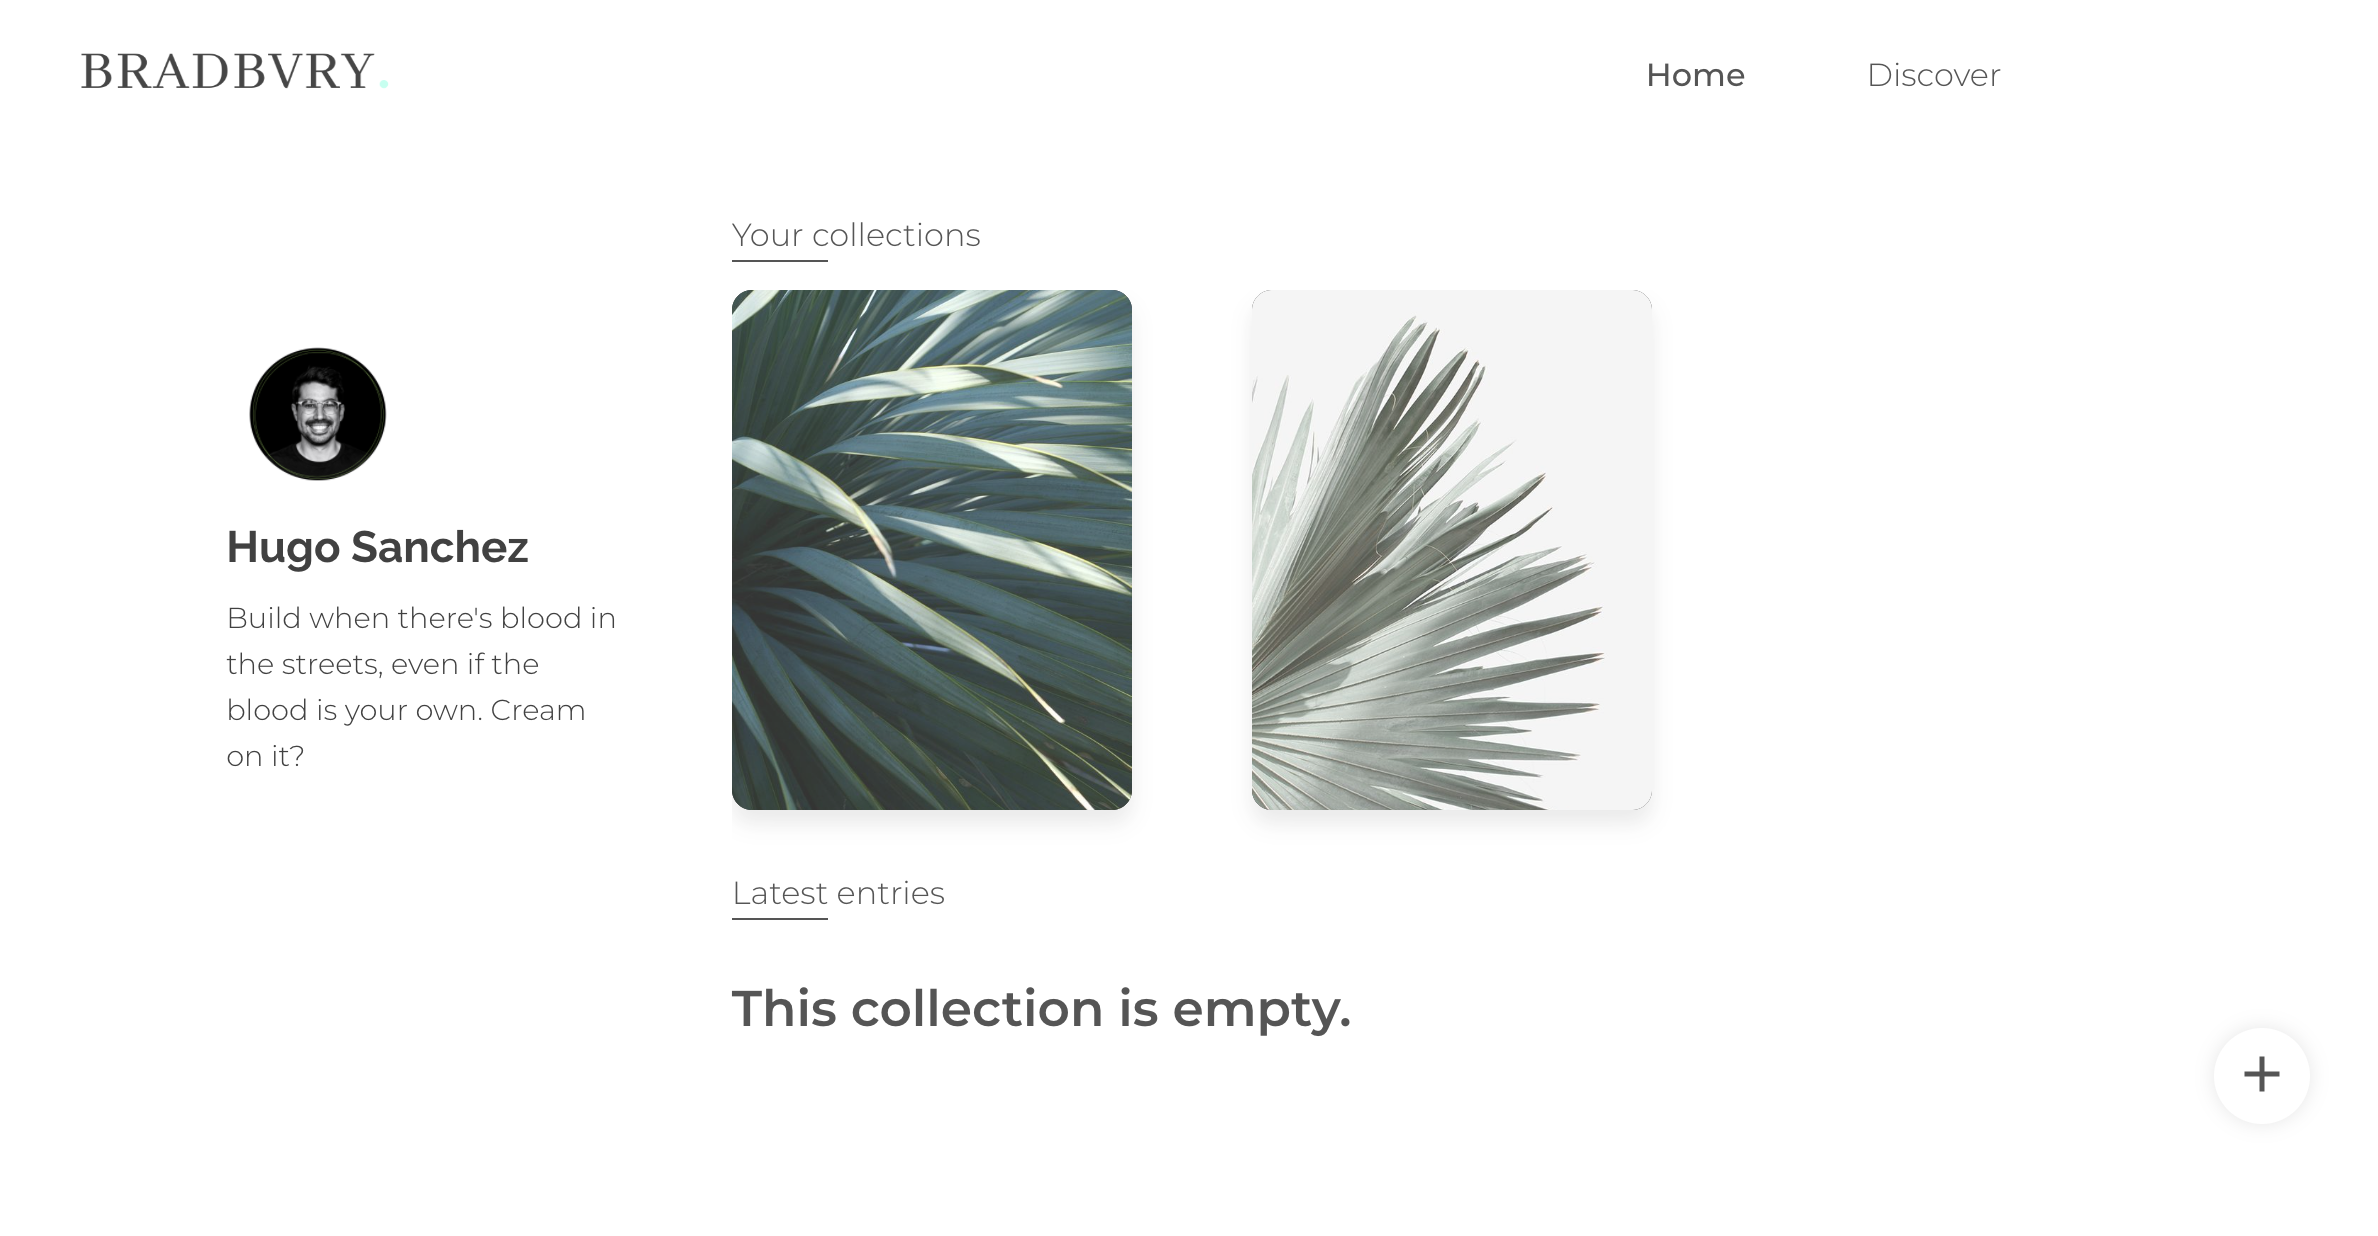 BRADBVRY.
Home
Discover
Your collections
Hugo Sanchez
Build when there's blood in
the streets, even if the
blood is your own. Cream
on it?
Latest entries
This collection is empty.
+